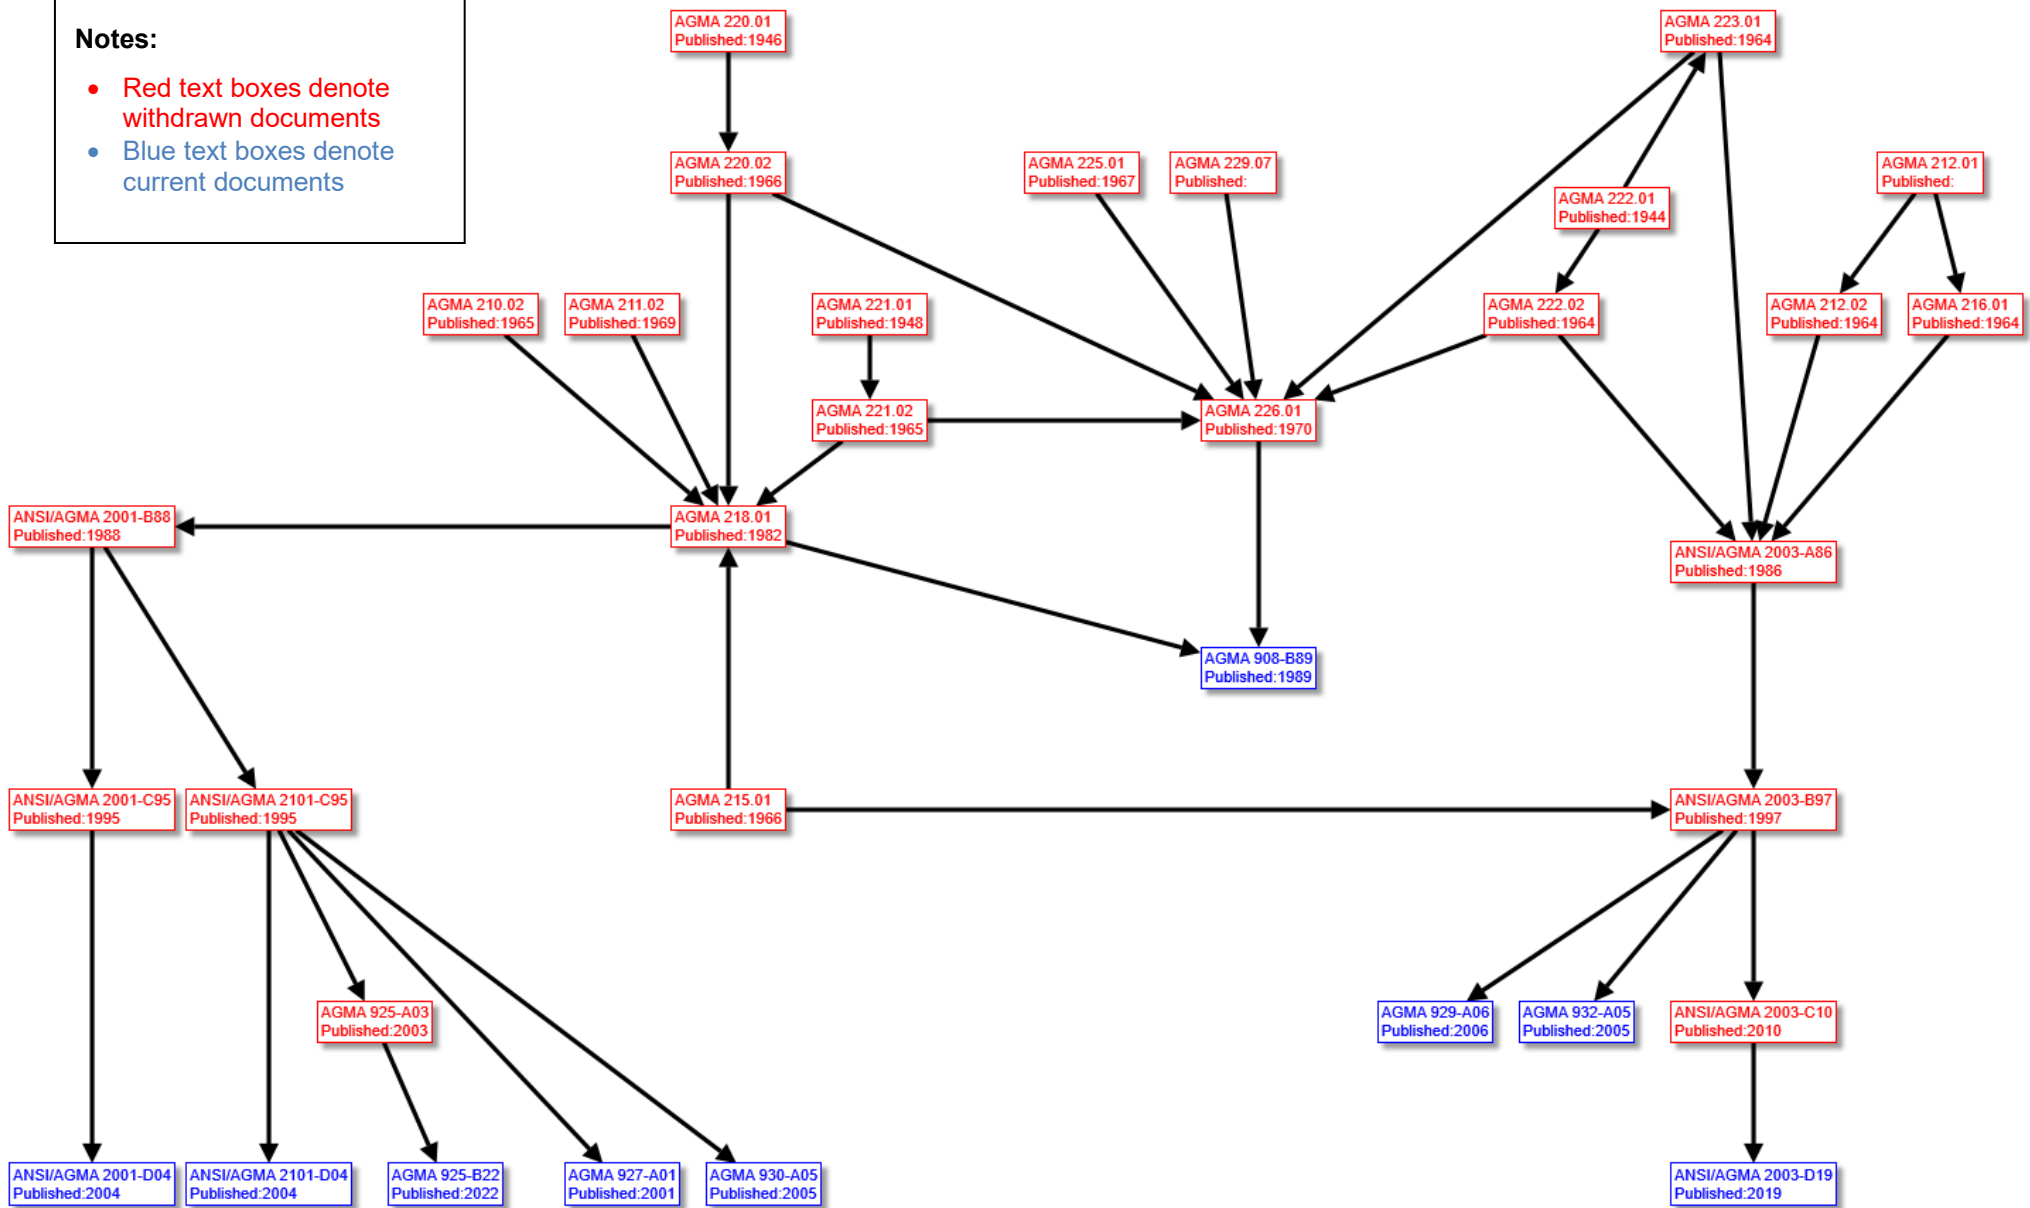 Notes:
• Red text boxes denote
withdrawn documents
• Blue text boxes denote
current documents
AGMA 220.01
Published:1946
AGMA 223.01
Published:1964
AGMA 220.02
Published:1966
AGMA 225.01
Published:1967
AGMA 229.07
Published:
AGMA 222.01
Published:1944
AGMA 212.01
Published:
AGMA 210.02
Published:1965
AGMA 211.02
Published:1969
AGMA 221.01
Published:1948
AGMA 222.02
Published:1964
AGMA 212.02
Published:1964
AGMA 216.01
Published:1964
AGMA 221.02
Published:1965
AGMA 226.01
Published:1970
ANSI/AGMA 2001-B88
Published:1988
AGMA 218.01
Published:1982
ANSI/AGMA 2003-A86
Published:1986
AGMA 908-B89
Published:1989
ANSI/AGMA 2001-C95
Published:1995
ANSI/AGMA 2101-C95
Published:1995
AGMA 215.01
Published:1966
ANSI/AGMA 2003-B97
Published:1997
AGMA 925-A03
Published:2003
AGMA 929-A06
Published:2006
AGMA 932-A05
Published:2005
ANSI/AGMA 2003-C10
Published:2010
ANSI/AGMA 2001-D04
Published:2004
ANSI/AGMA 2101-D04
Published:2004
AGMA 925-B22
Published:2022
AGMA 927-A01
Published:2001
AGMA 930-A05
Published:2005
ANSI/AGMA 2003-D19
Published:2019